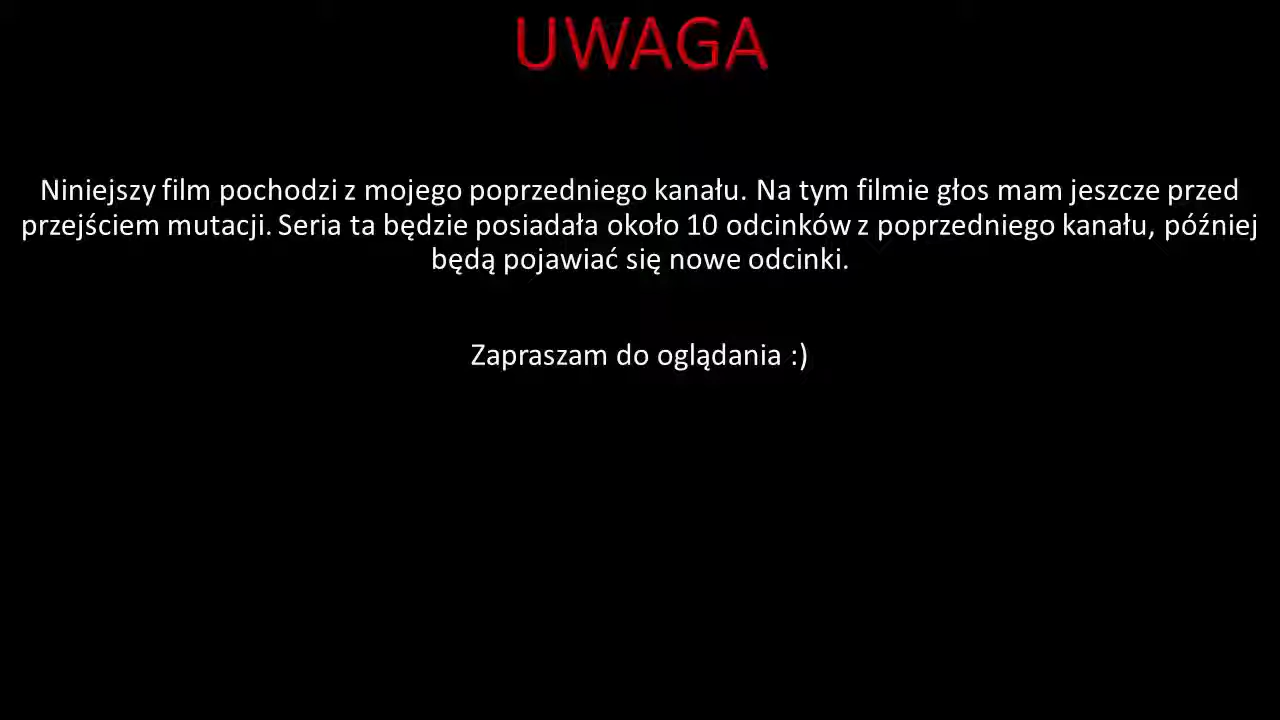 UWAGA
Niniejszy film pochodzi z mojego poprzedniego kanału. Na tym filmie głos mam jeszcze przed
przejściem mutacji. Seria ta będzie posiadała około 10 odcinków z poprzedniego kanału, później
będą pojawiać się nowe odcinki.
Zapraszam do oglądania :)